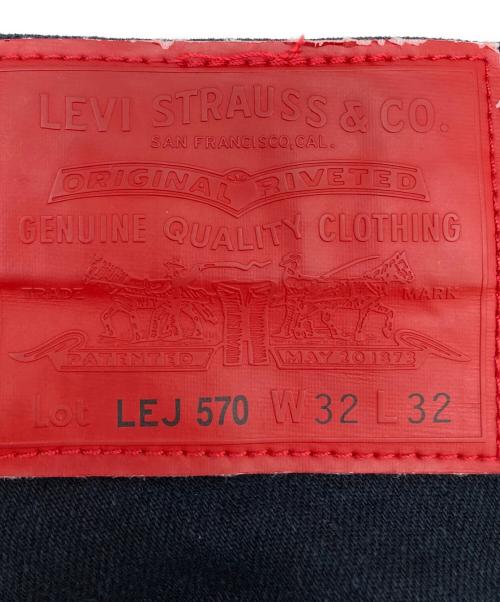 LEVI STRAUSS & CO.
SAN FRANCISCO, CAL.
ORIGINAL RIVETED
GENUINE QUALITY CLOTHING
TRADE MARK
PATENTED MAY 20 1873
Lot LEJ 570 W 32 L 32